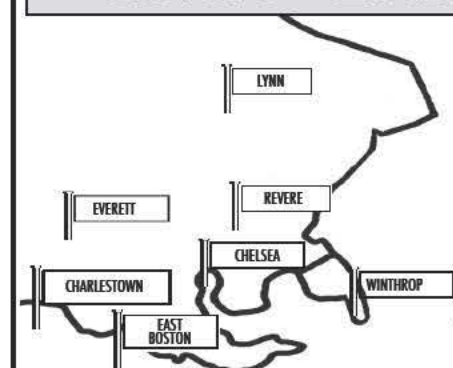 LYNN
EVERETT
REVERE
CHELSEA
CHARLESTOWN
WINTHROP
EAST
BOSTON